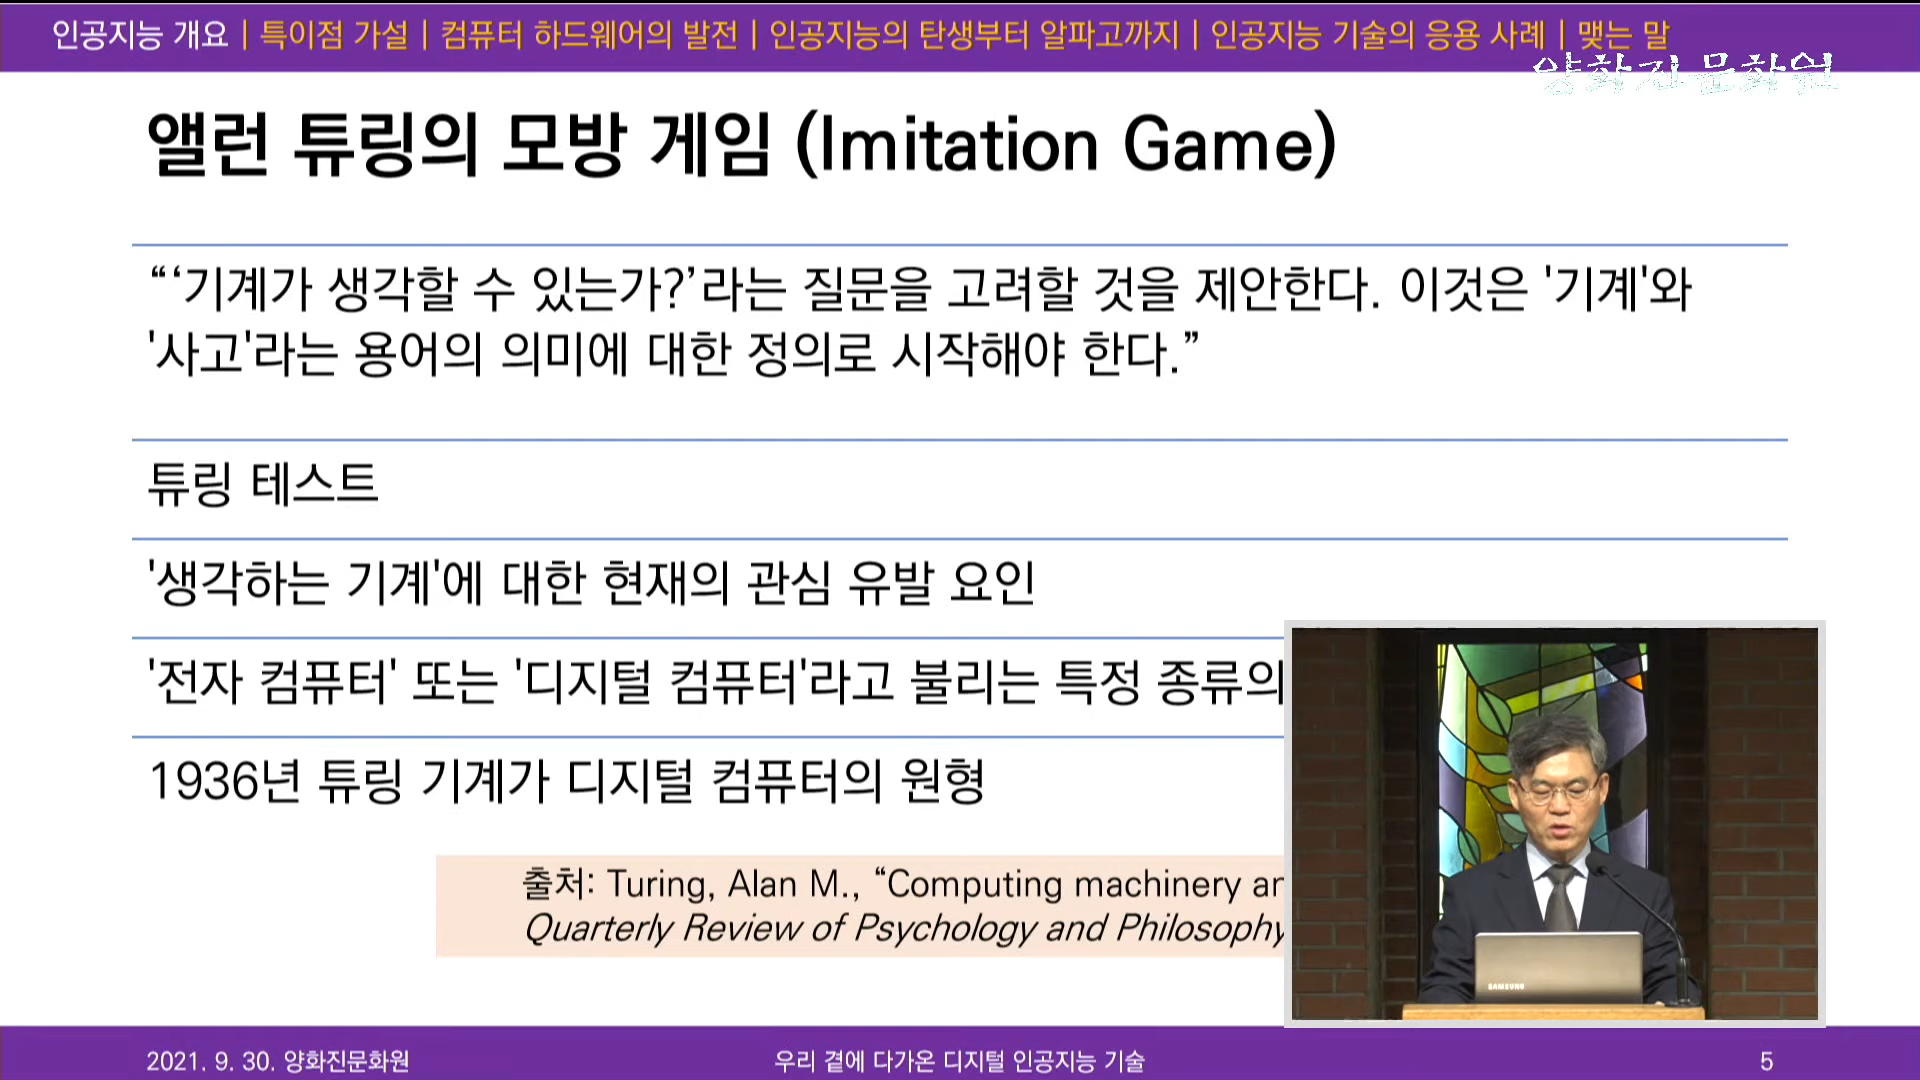 인공지능 개요 | 특이점 가설 | 컴퓨터 하드웨어의 발전 | 인공지능의 탄생부터 알파고까지 | 인공지능 기술의 응용 사례 | 맺는 말
양화진문화원
앨런 튜링의 모방 게임 (Imitation Game)
“‘기계가 생각할 수 있는가?’라는 질문을 고려할 것을 제안한다. 이것은 '기계'와
'사고'라는 용어의 의미에 대한 정의로 시작해야 한다.”
튜링 테스트
'생각하는 기계'에 대한 현재의 관심 유발 요인
'전자 컴퓨터' 또는 '디지털 컴퓨터'라고 불리는 특정 종류의
1936년 튜링 기계가 디지털 컴퓨터의 원형
출처: Turing, Alan M., “Computing machinery
Quarterly Review of Psychology and Philosophy
SAMSUNG
2021. 9. 30. 양화진문화원
우리 곁에 다가온 디지털 인공지능 기술
5